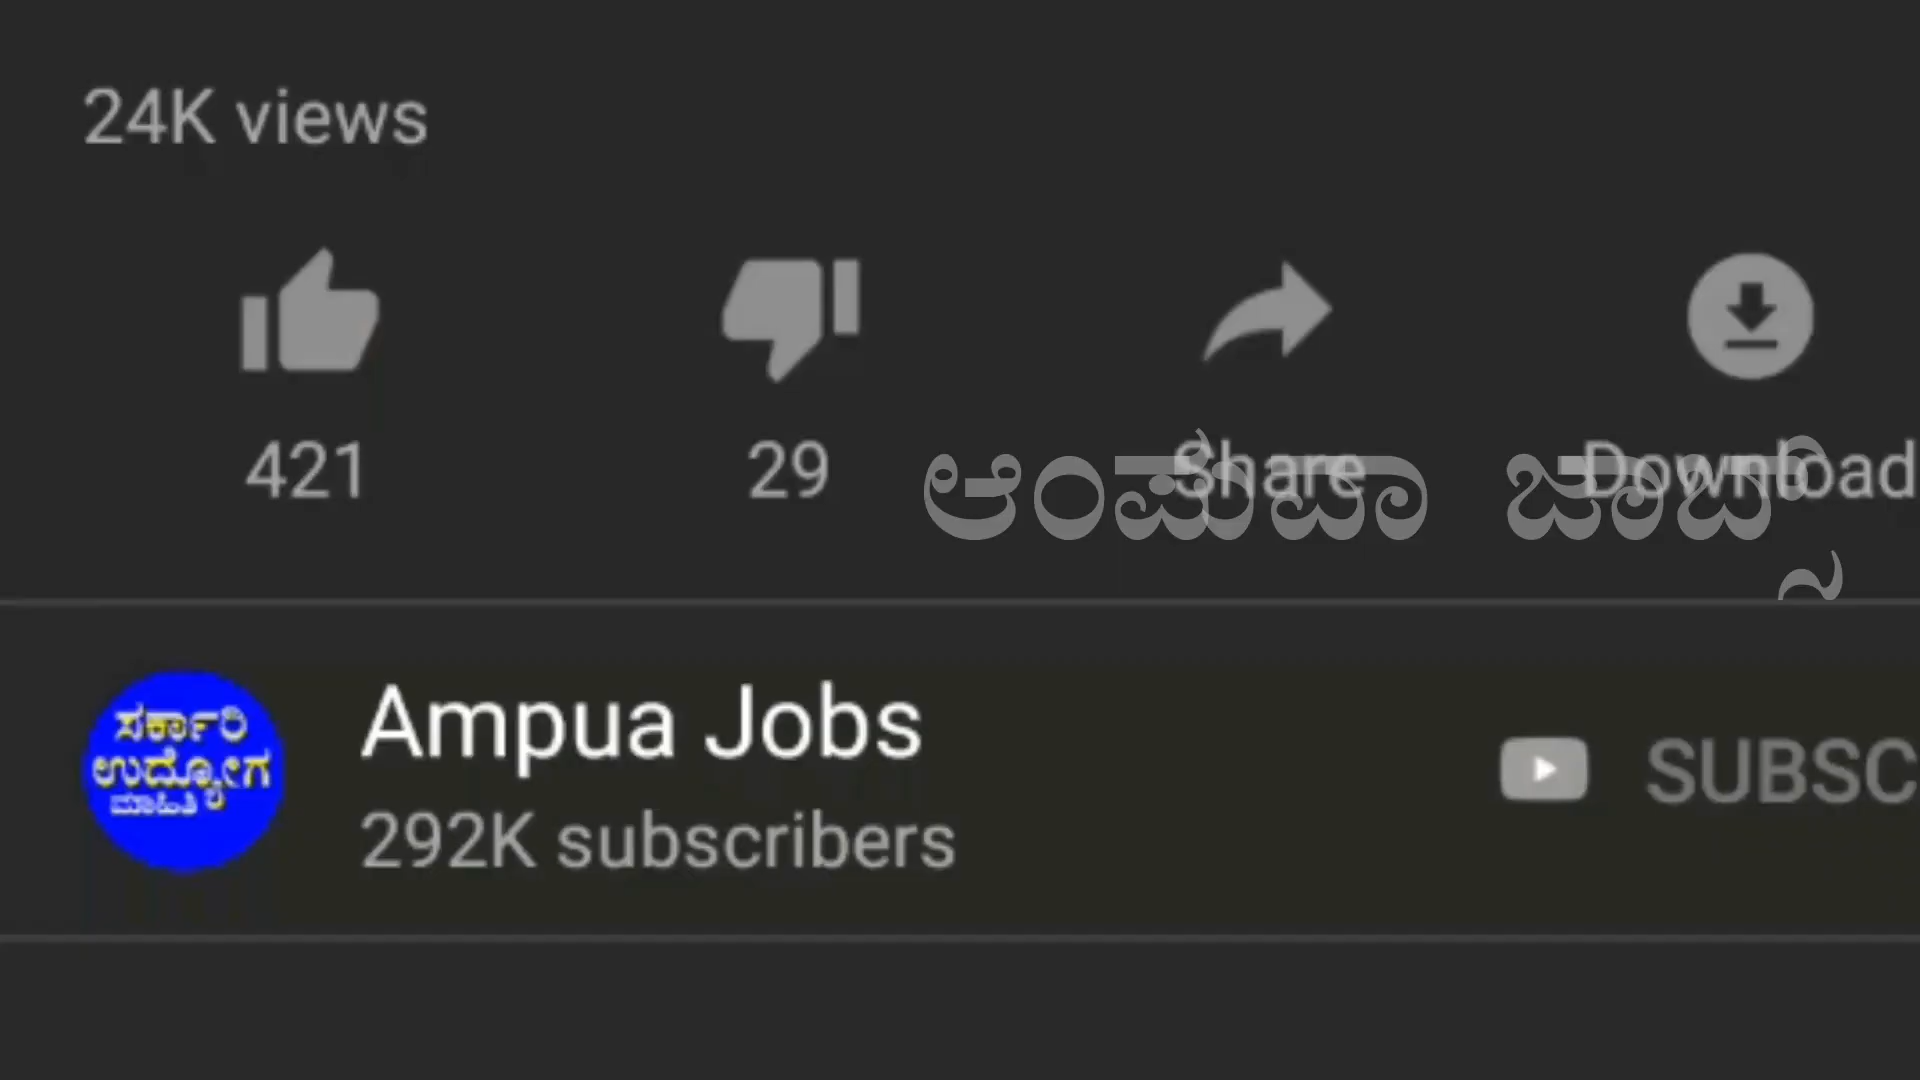 24K views
421
29
Share
Download
ಆಂಪುವಾ ಜಾಬ್ಸ್
ಸರ್ಕಾರಿ
ಉದ್ಯೋಗ
ಮಾಹಿತಿ
Ampua Jobs
292K subscribers
SUBSC